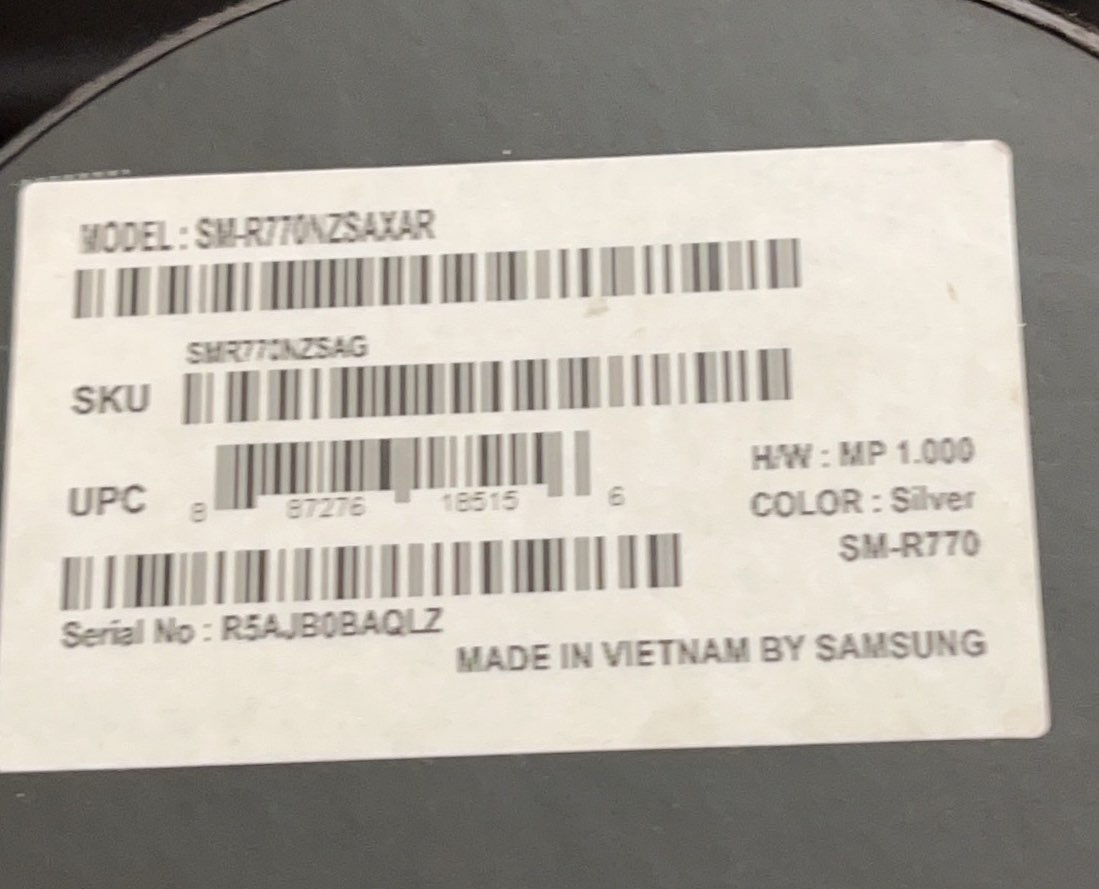 MODEL : SM-R770NZSAXAR
SMR770NZSAG
SKU
UPC 8 87276 18515 6
H/W : MP 1.000
COLOR : Silver
SM-R770
Serial No : R5AJB0BAQLZ
MADE IN VIETNAM BY SAMSUNG